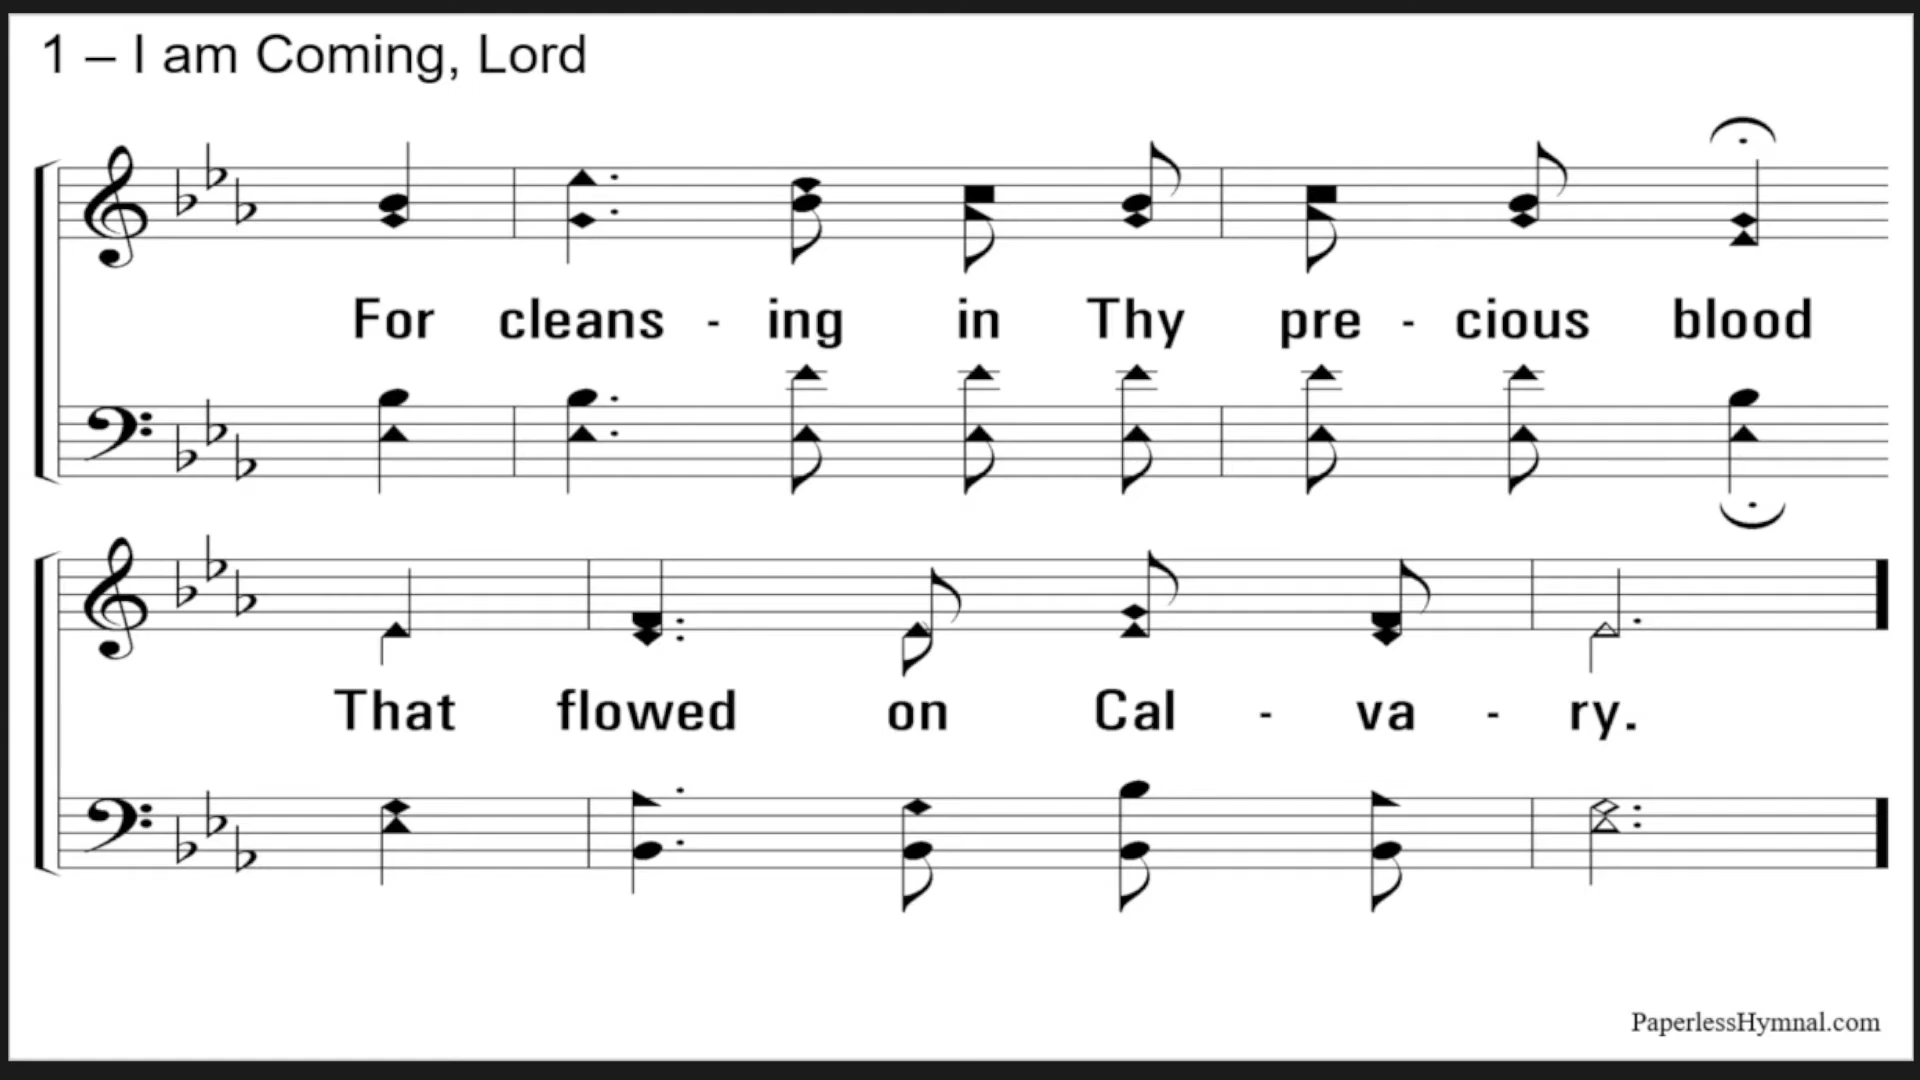 1 – I am Coming, Lord
For cleans - ing in Thy pre - cious blood
That flowed on Cal - va - ry.
PaperlessHymnal.com